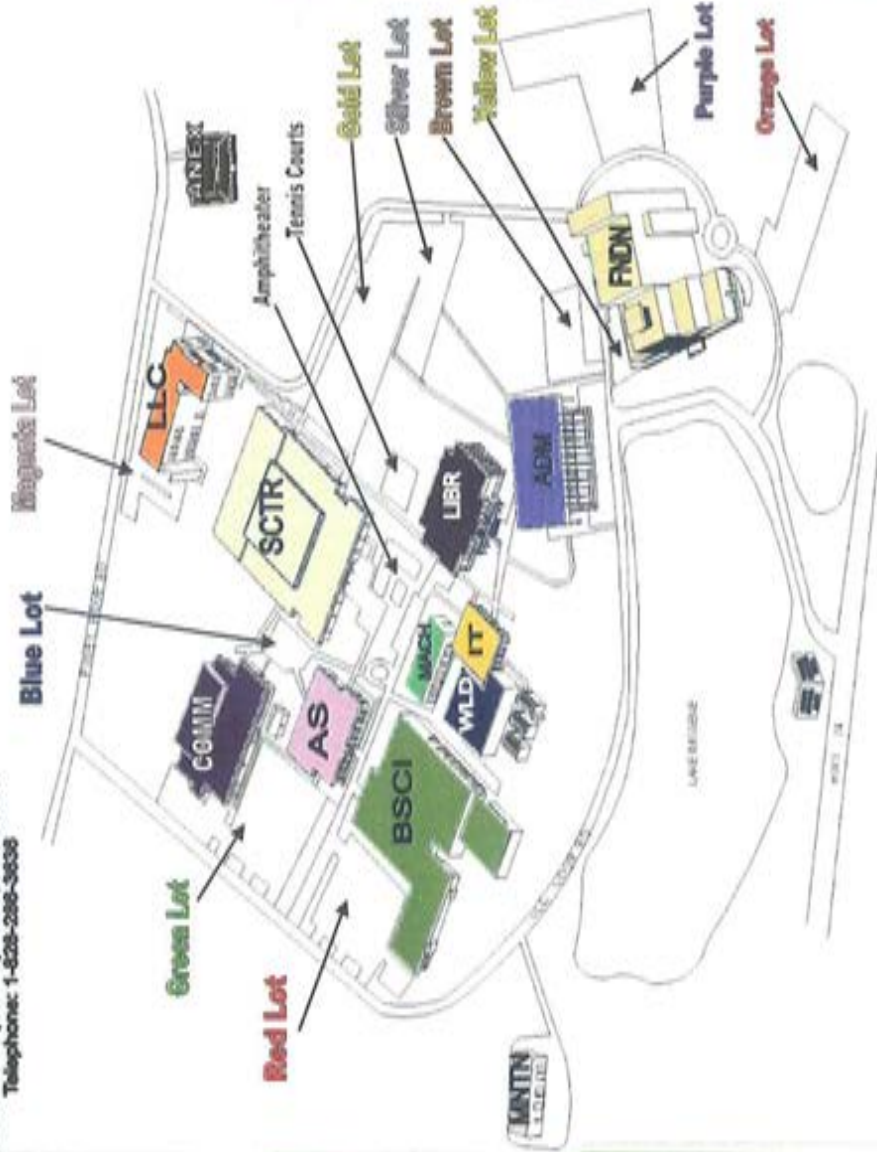 Telephone: 1-828-286-3636
Magenta Lot
Blue Lot
Green Lot
Red Lot
Gold Lot
Silver Lot
Brown Lot
Yellow Lot
Purple Lot
Orange Lot
Amphitheater
Tennis Courts
ANEX
LLC
SCTR
COMM
AS
BSCI
MACH
WLD
IT
LIBR
ADM
FNDN
MNTN